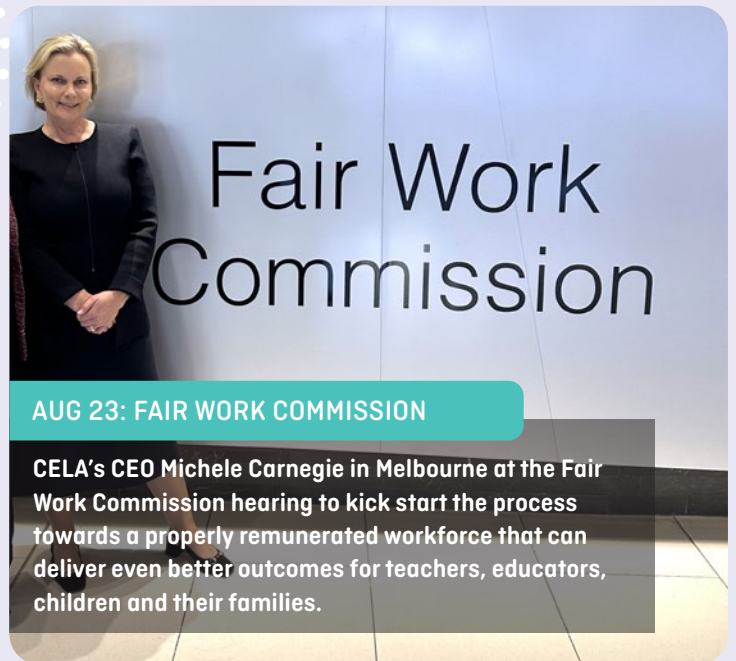 Fair Work
Commission
AUG 23: FAIR WORK COMMISSION
CELA’s CEO Michele Carnegie in Melbourne at the Fair
Work Commission hearing to kick start the process
towards a properly remunerated workforce that can
deliver even better outcomes for teachers, educators,
children and their families.